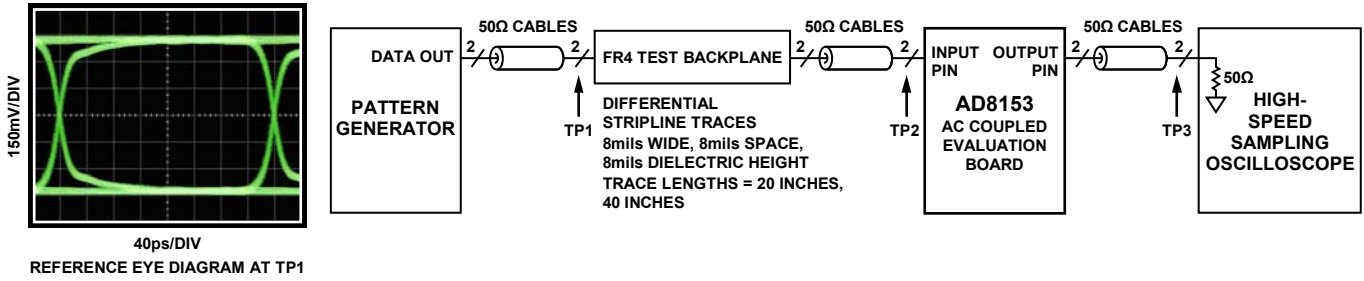 150mV/DIV
40ps/DIV
REFERENCE EYE DIAGRAM AT TP1
DATA OUT
PATTERN
GENERATOR
50Ω CABLES
2
2
TP1
FR4 TEST BACKPLANE
DIFFERENTIAL
STRIPLINE TRACES
8mils WIDE, 8mils SPACE,
8mils DIELECTRIC HEIGHT
TRACE LENGTHS = 20 INCHES,
40 INCHES
50Ω CABLES
2
2
TP2
INPUT OUTPUT
PIN PIN
AD8153
AC COUPLED
EVALUATION
BOARD
50Ω CABLES
2
2
TP3
50Ω
HIGH-
SPEED
SAMPLING
OSCILLOSCOPE